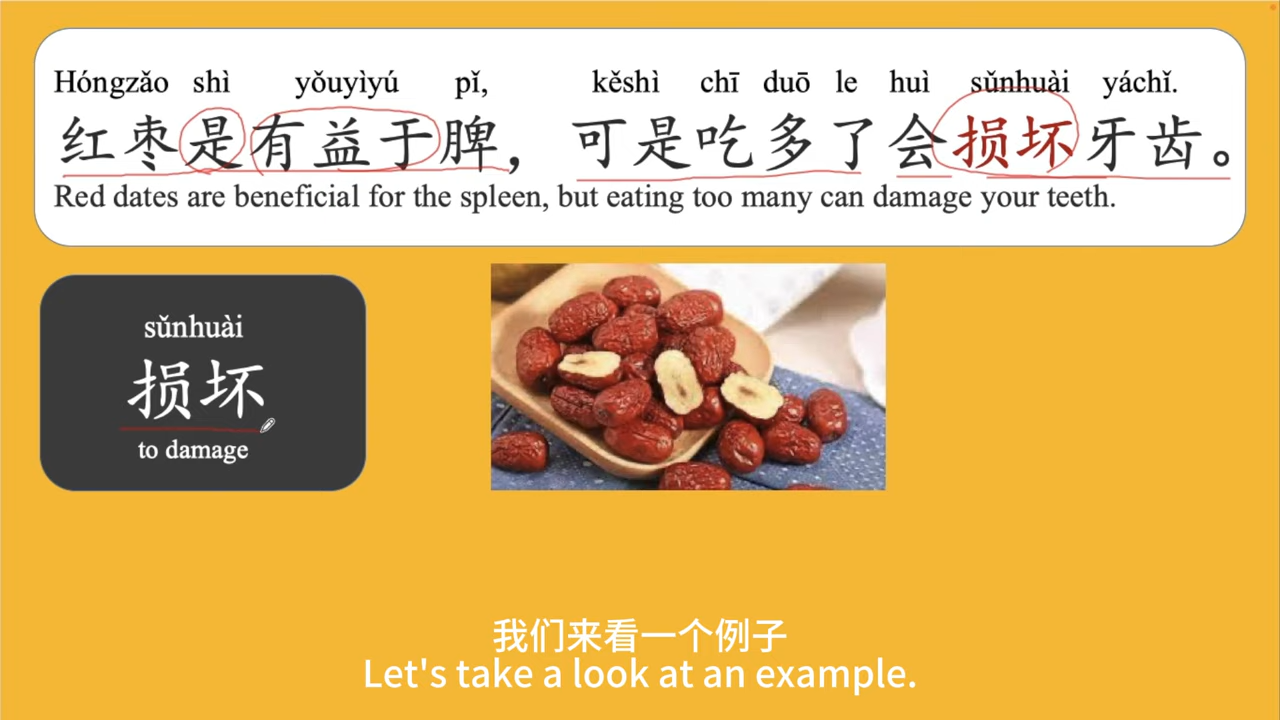 Hóngzǎo shì yǒuyìyú pǐ, kěshì chī duō le huì sǔnhuài yáchǐ.
红枣是有益于脾，可是吃多了会损坏牙齿。
Red dates are beneficial for the spleen, but eating too many can damage your teeth.
sǔnhuài
损坏
to damage
我们来看一个例子
Let's take a look at an example.